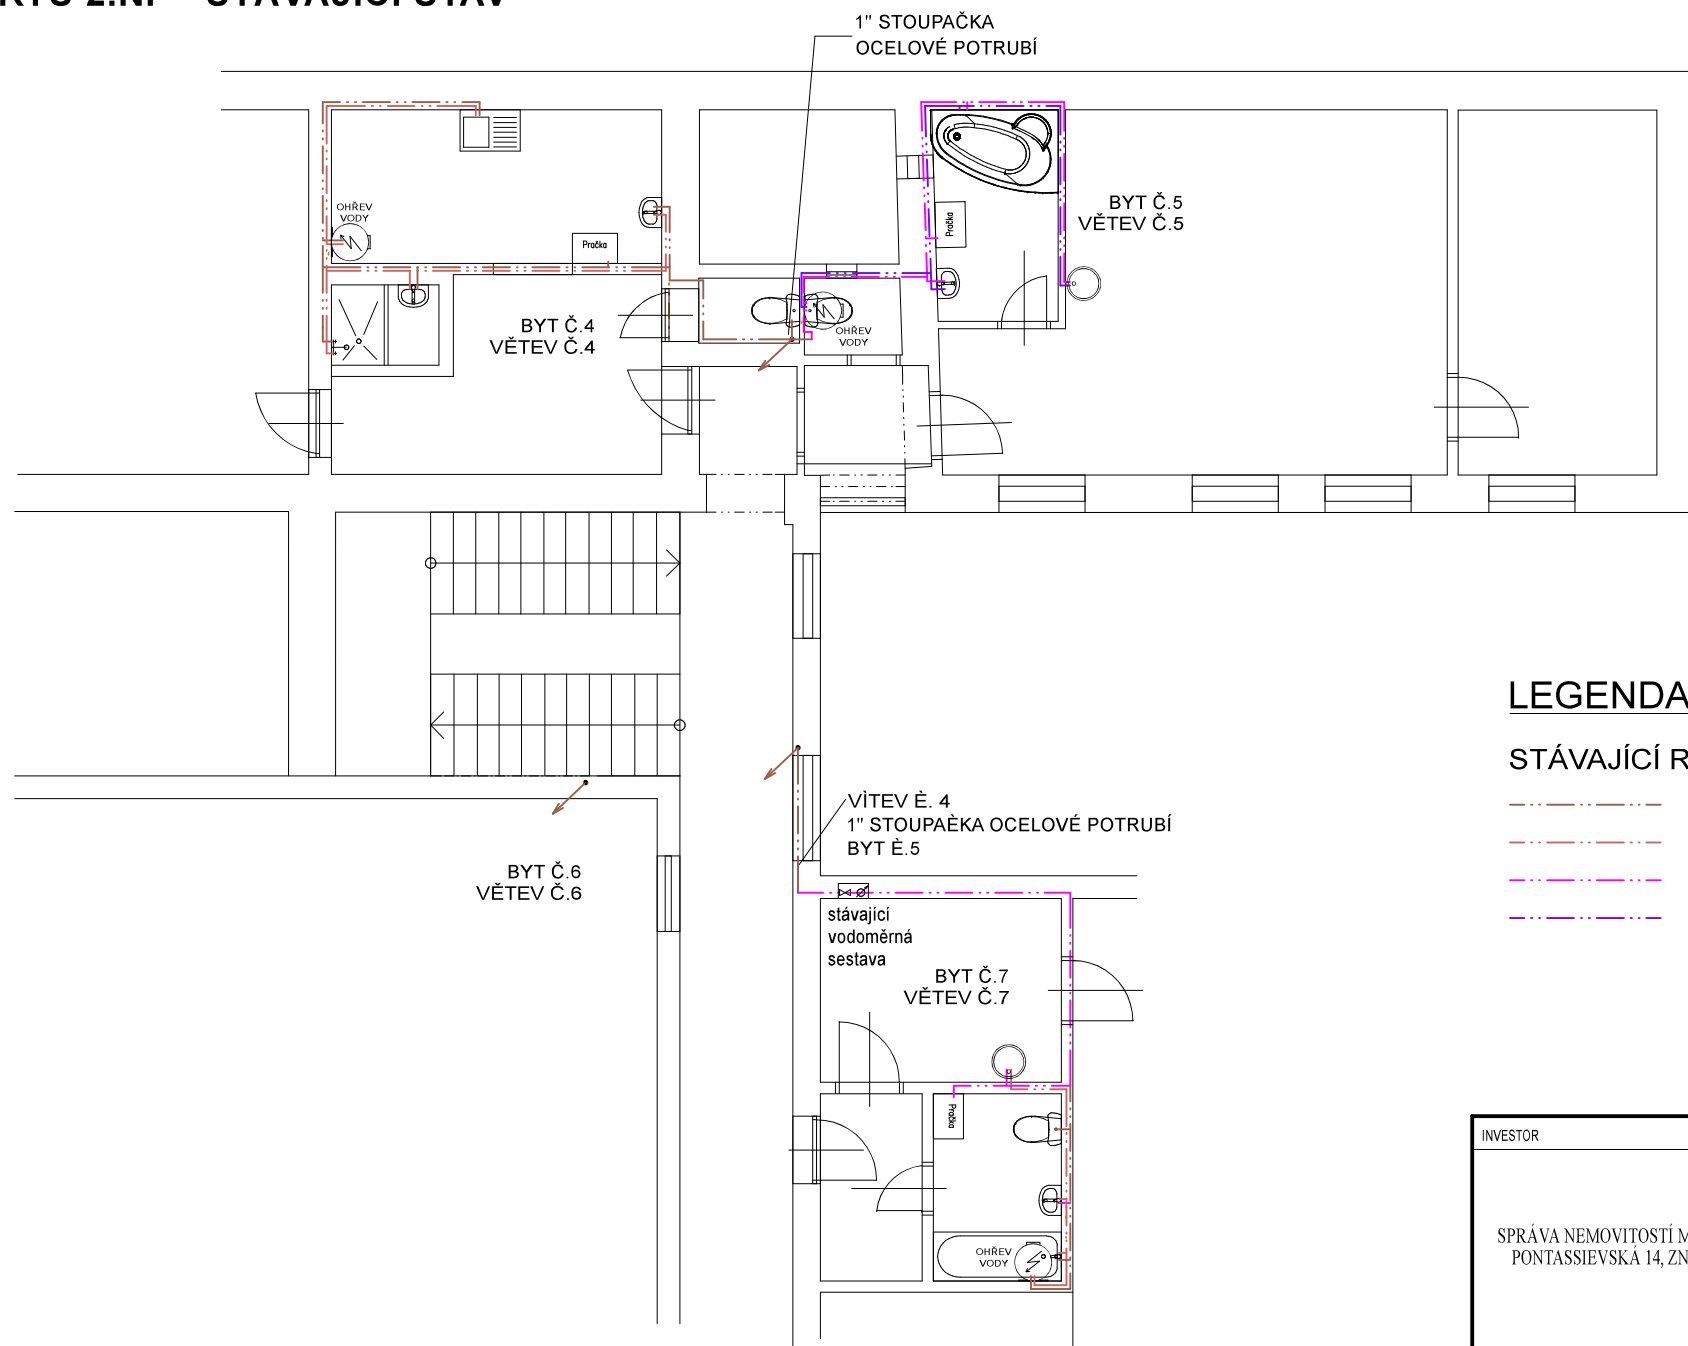 1" STOUPAČKA
OCELOVÉ POTRUBÍ
OHŘEV
VODY
Pračka
BYT Č.4
VĚTEV Č.4
OHŘEV
VODY
Pračka
BYT Č.5
VĚTEV Č.5
VÌTEV È. 4
1" STOUPAÈKA OCELOVÉ POTRUBÍ
BYT È.5
BYT Č.6
VĚTEV Č.6
stávající
vodoměrná
sestava
BYT Č.7
VĚTEV Č.7
Pračka
OHŘEV
VODY
LEGENDA
STÁVAJÍCÍ R
INVESTOR
SPRÁVA NEMOVITOSTÍ M
PONTASSIEVSKÁ 14, ZN